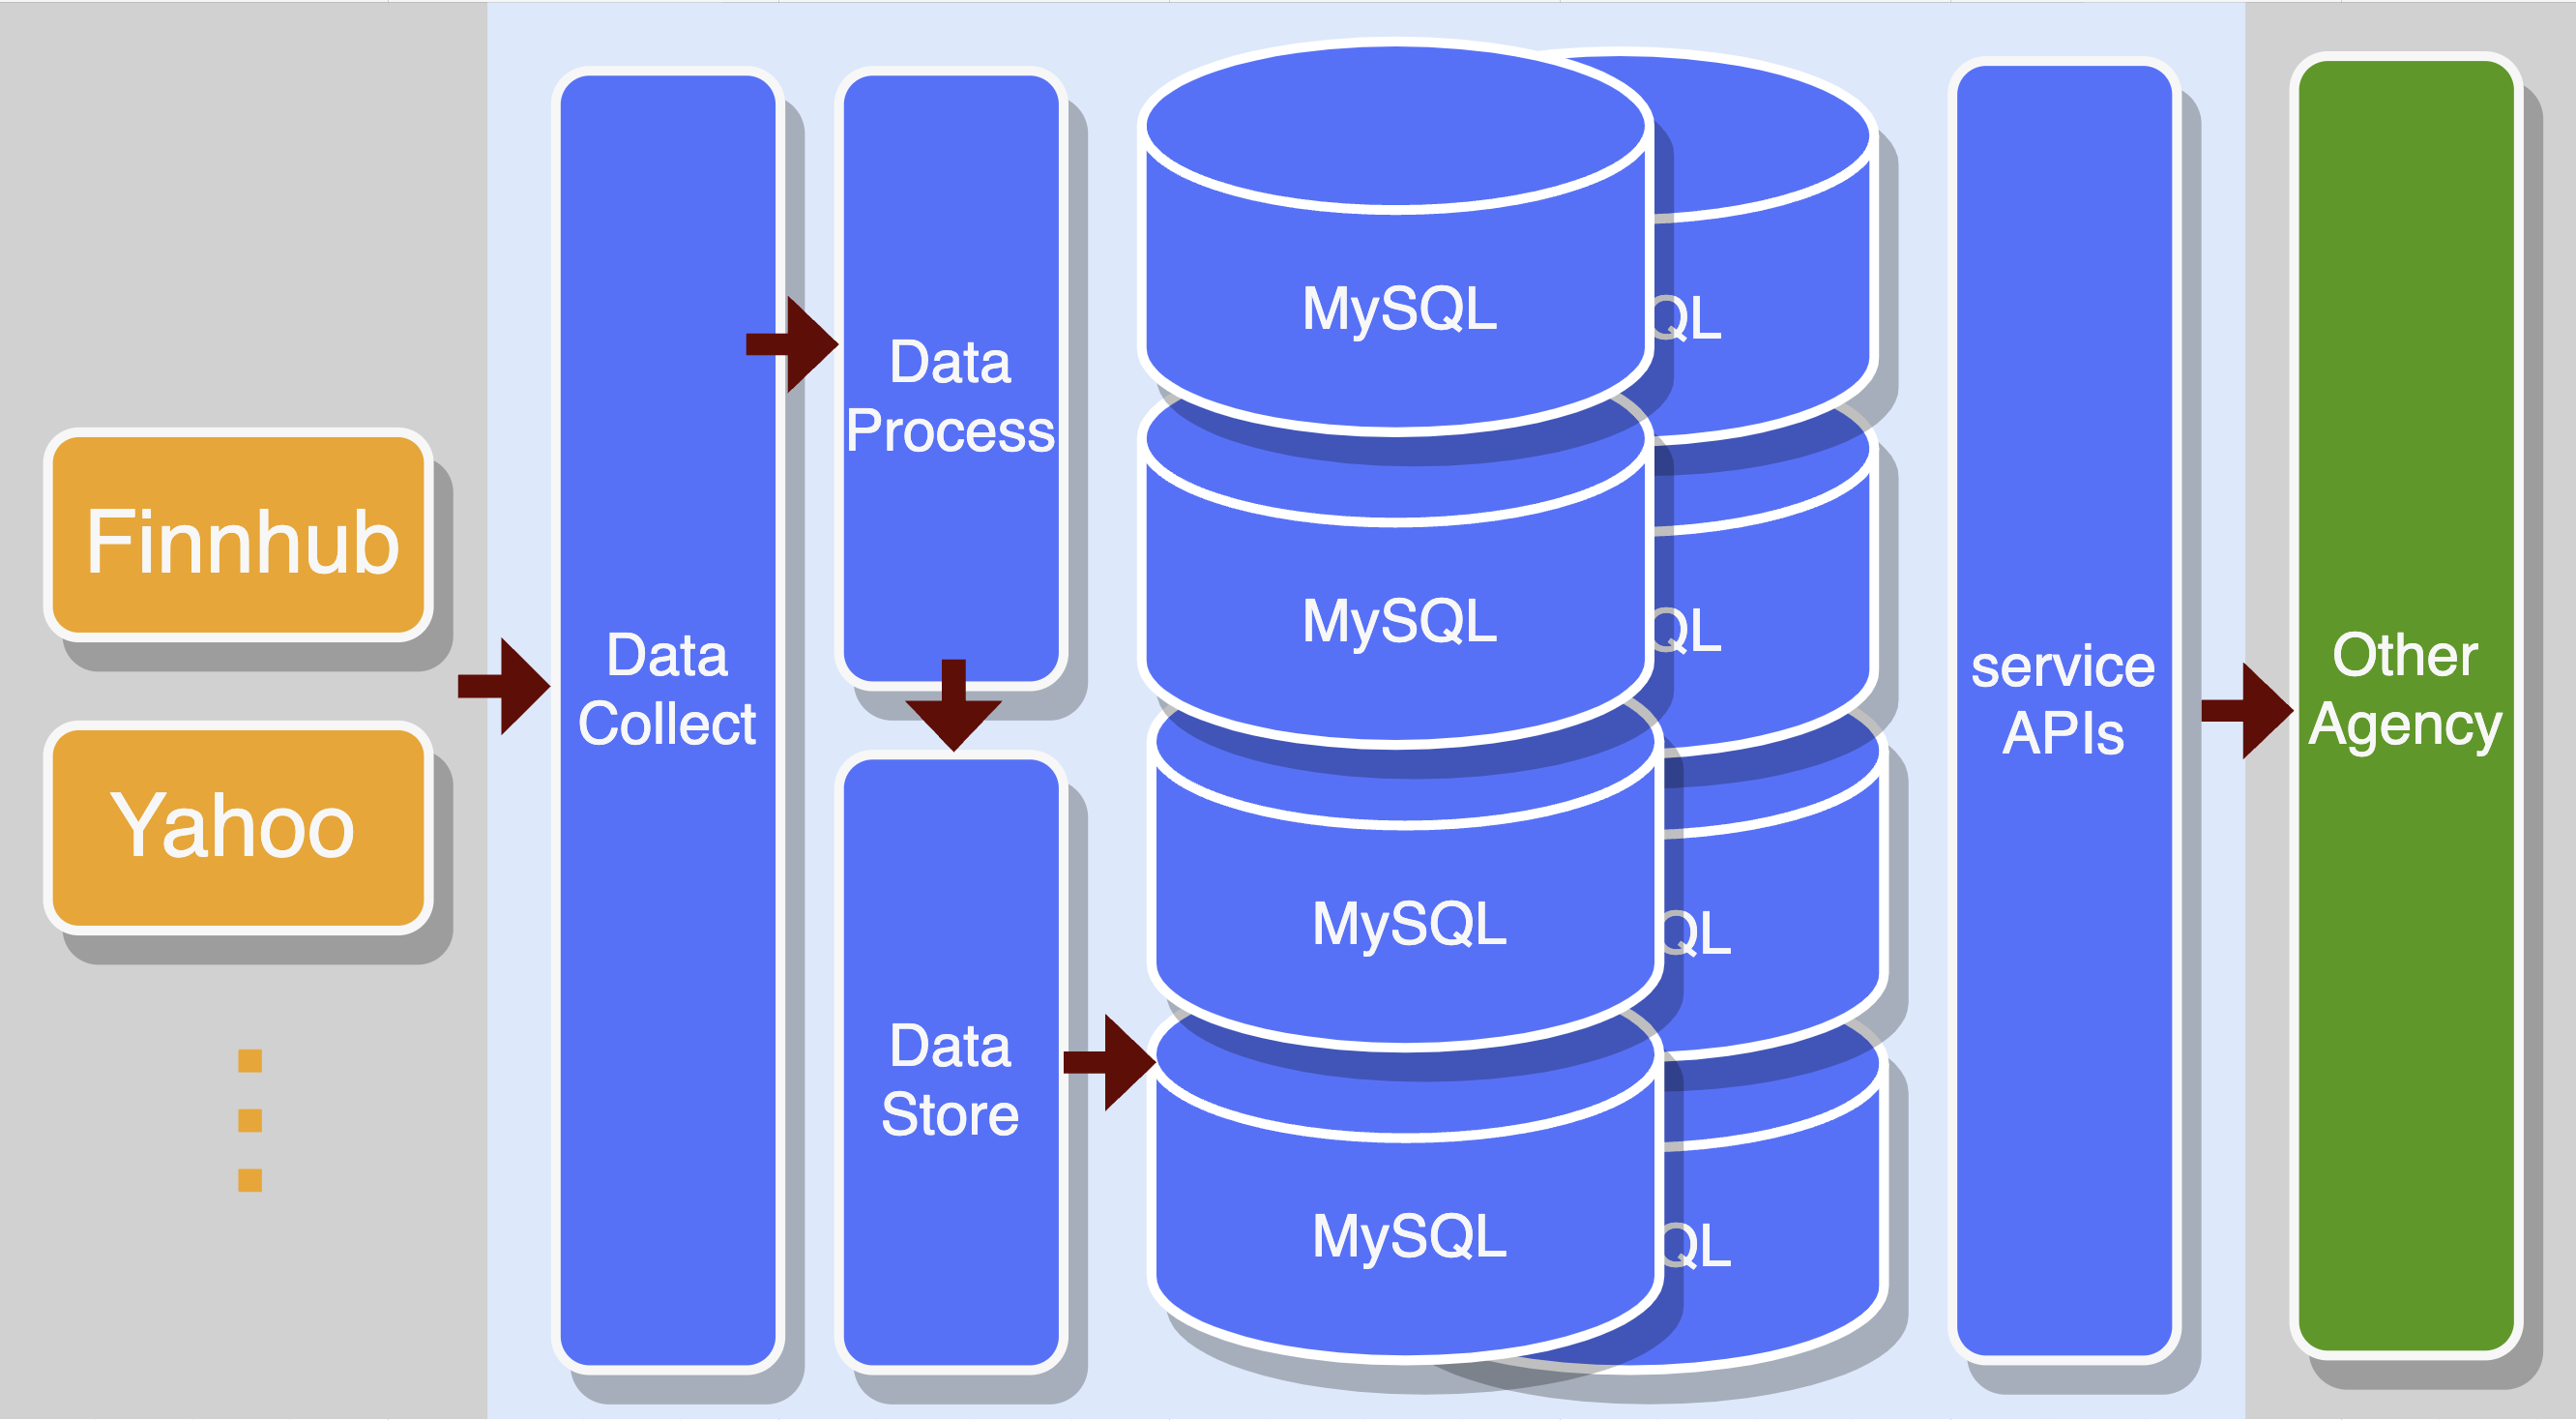 Finnhub
Yahoo
Data
Collect
Data
Process
Data
Store
MySQL
QL
MySQL
QL
MySQL
QL
MySQL
QL
service
APIs
Other
Agency